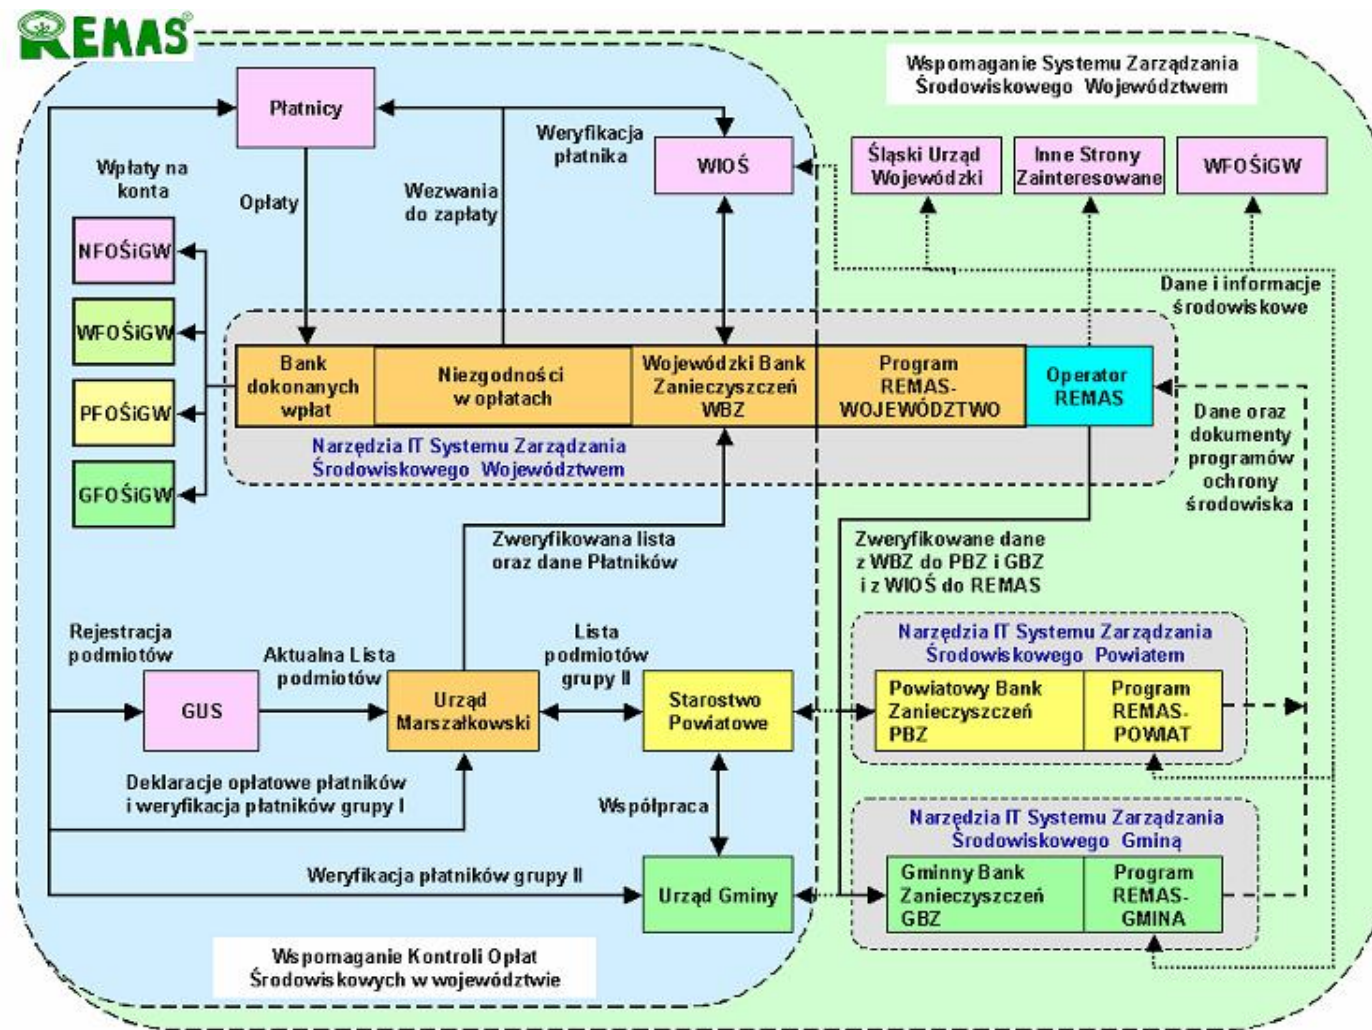 REMAS®
Wspomaganie Systemu Zarządzania
Środowiskowego Województwem
Płatnicy
Weryfikacja
płatnika
WIOŚ
Śląski Urząd
Wojewódzki
Inne Strony
Zainteresowane
WFOŚiGW
Wpłaty na
konta
Opłaty
Wezwania
do zapłaty
NFOŚiGW
WFOŚiGW
PFOŚiGW
GFOŚiGW
Dane i informacje
środowiskowe
Bank
dokonanych
wpłat
Niezgodności
w opłatach
Wojewódzki Bank
Zanieczyszczeń
WBZ
Program
REMAS-
WOJEWÓDZTWO
Operator
REMAS
Narzędzia IT Systemu Zarządzania
Środowiskowego Województwem
Dane oraz
dokumenty
programów
ochrony
środowiska
Zweryfikowana lista
oraz dane Płatników
Zweryfikowane dane
z WBZ do PBZ i GBZ
i z WIOŚ do REMAS
Rejestracja
podmiotów
Aktualna Lista
podmiotów
Lista
podmiotów
grupy II
GUS
Urząd
Marszałkowski
Starostwo
Powiatowe
Narzędzia IT Systemu Zarządzania
Środowiskowego Powiatem
Powiatowy Bank
Zanieczyszczeń
PBZ
Program
REMAS-
POWIAT
Deklaracje opłatowe płatników
i weryfikacja płatników grupy I
Współpraca
Narzędzia IT Systemu Zarządzania
Środowiskowego Gminą
Weryfikacja płatników grupy II
Urząd Gminy
Gminny Bank
Zanieczyszczeń
GBZ
Program
REMAS-
GMINA
Wspomaganie Kontroli Opłat
Środowiskowych w województwie